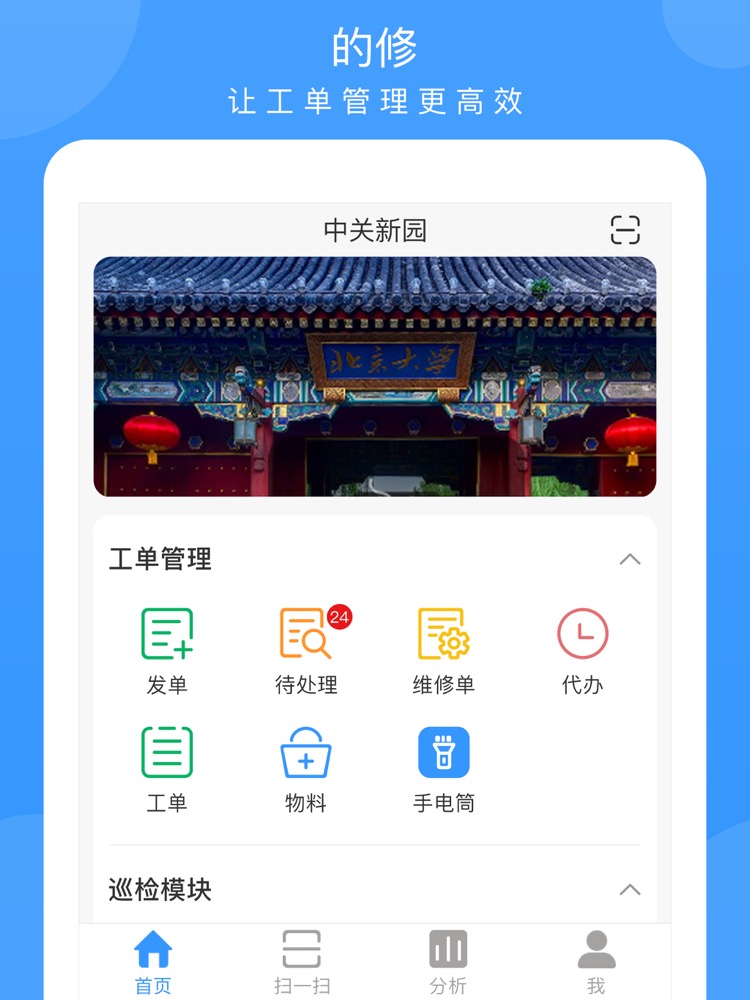 的修
让工单管理更高效
中关新园
北京大学
工单管理
24
发单 待处理 维修单 代办
工单 物料 手电筒
巡检模块
首页 扫一扫 分析 我